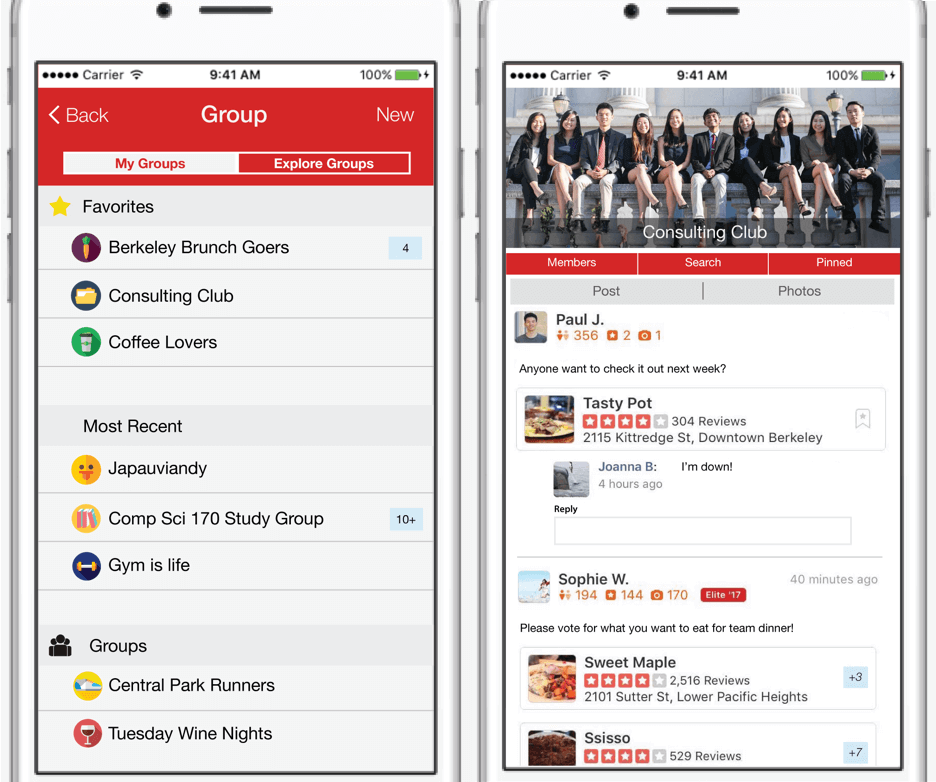 Carrier 9:41 AM 100%
Back Group New
My Groups Explore Groups
Favorites
Berkeley Brunch Goers 4
Consulting Club
Coffee Lovers
Most Recent
Japauviandy
Comp Sci 170 Study Group 10+
Gym is life
Groups
Central Park Runners
Tuesday Wine Nights
Carrier 9:41 AM 100%
Consulting Club
Members Search Pinned
Post | Photos
Paul J.
356 2 1
Anyone want to check it out next week?
Tasty Pot
304 Reviews
2115 Kittredge St, Downtown Berkeley
Joanna B: I'm down!
4 hours ago
Reply
Sophie W. 40 minutes ago
194 144 170 Elite '17
Please vote for what you want to eat for team dinner!
Sweet Maple
2,516 Reviews +3
2101 Sutter St, Lower Pacific Heights
Ssisso
529 Reviews +7